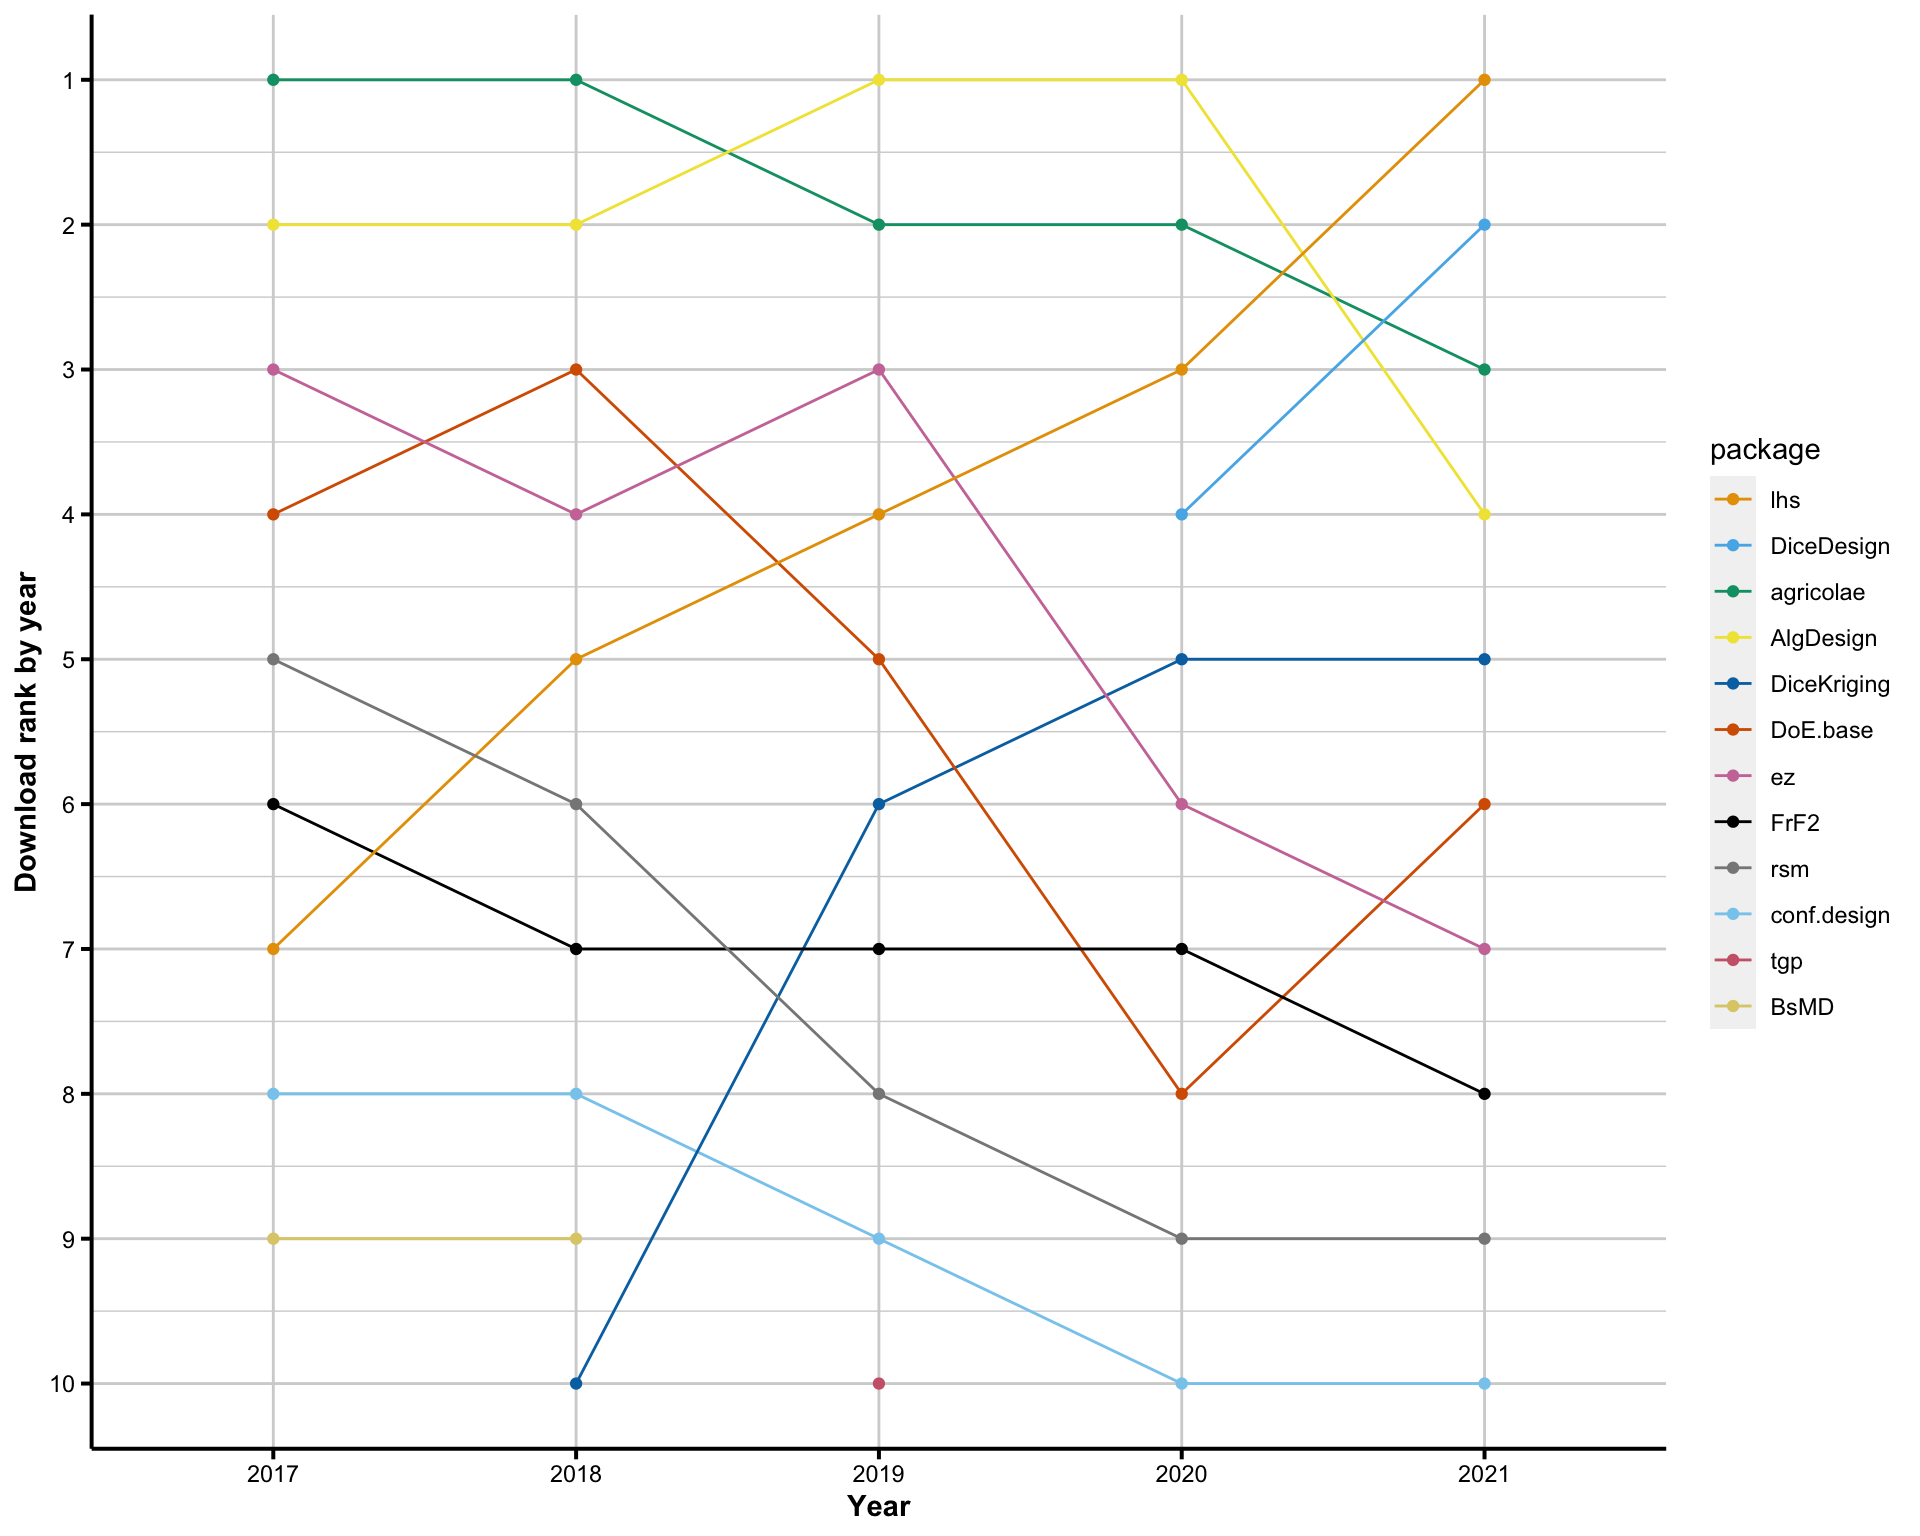 1
2
3
4
5
6
7
8
9
10
Download rank by year
2017 2018 2019 2020 2021
Year
package
lhs
DiceDesign
agricolae
AlgDesign
DiceKriging
DoE.base
ez
FrF2
rsm
conf.design
tgp
BsMD